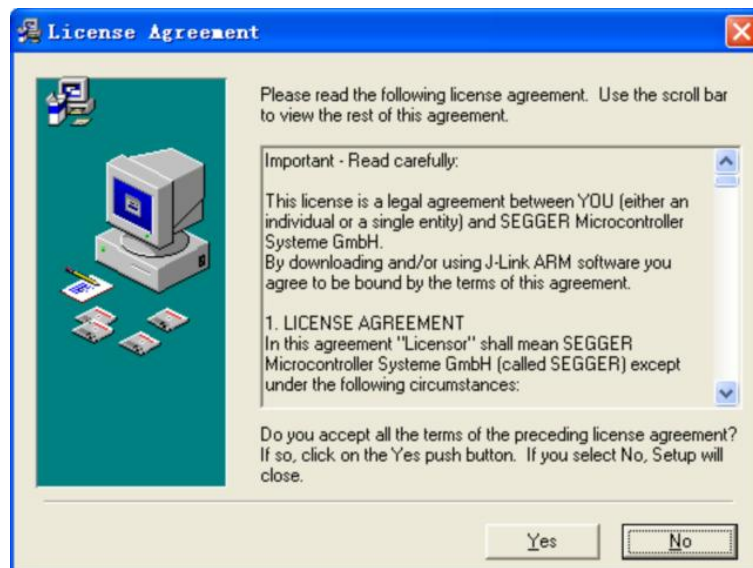 License Agreement
Please read the following license agreement. Use the scroll bar
to view the rest of this agreement.
Important - Read carefully:
This license is a legal agreement between YOU (either an
individual or a single entity) and SEGGER Microcontroller
Systeme GmbH.
By downloading and/or using J-Link ARM software you
agree to be bound by the terms of this agreement.
1. LICENSE AGREEMENT
In this agreement "Licensor" shall mean SEGGER
Microcontroller Systeme GmbH (called SEGGER) except
under the following circumstances:
Do you accept all the terms of the preceding license agreement?
If so, click on the Yes push button. If you select No, Setup will
close.
Yes No